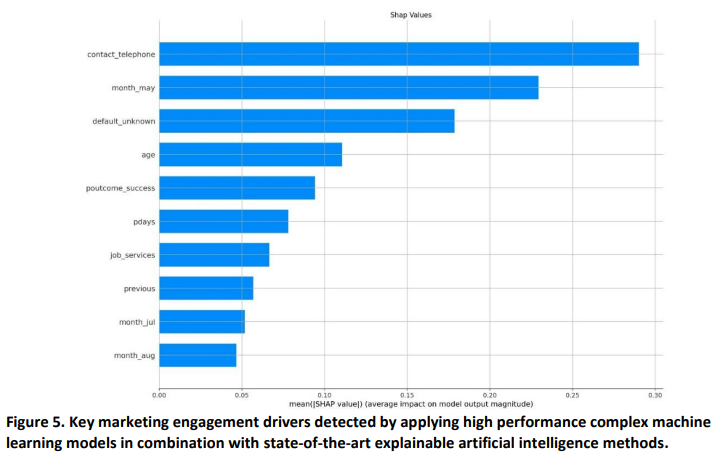 Shap Values
contact_telephone
month_may
default_unknown
age
poutcome_success
pdays
job_services
previous
month_jul
month_aug
0.00 0.05 0.10 0.15 0.20 0.25 0.30
mean(|SHAP value|) (average impact on model output magnitude)
Figure 5. Key marketing engagement drivers detected by applying high performance complex machine
learning models in combination with state-of-the-art explainable artificial intelligence methods.